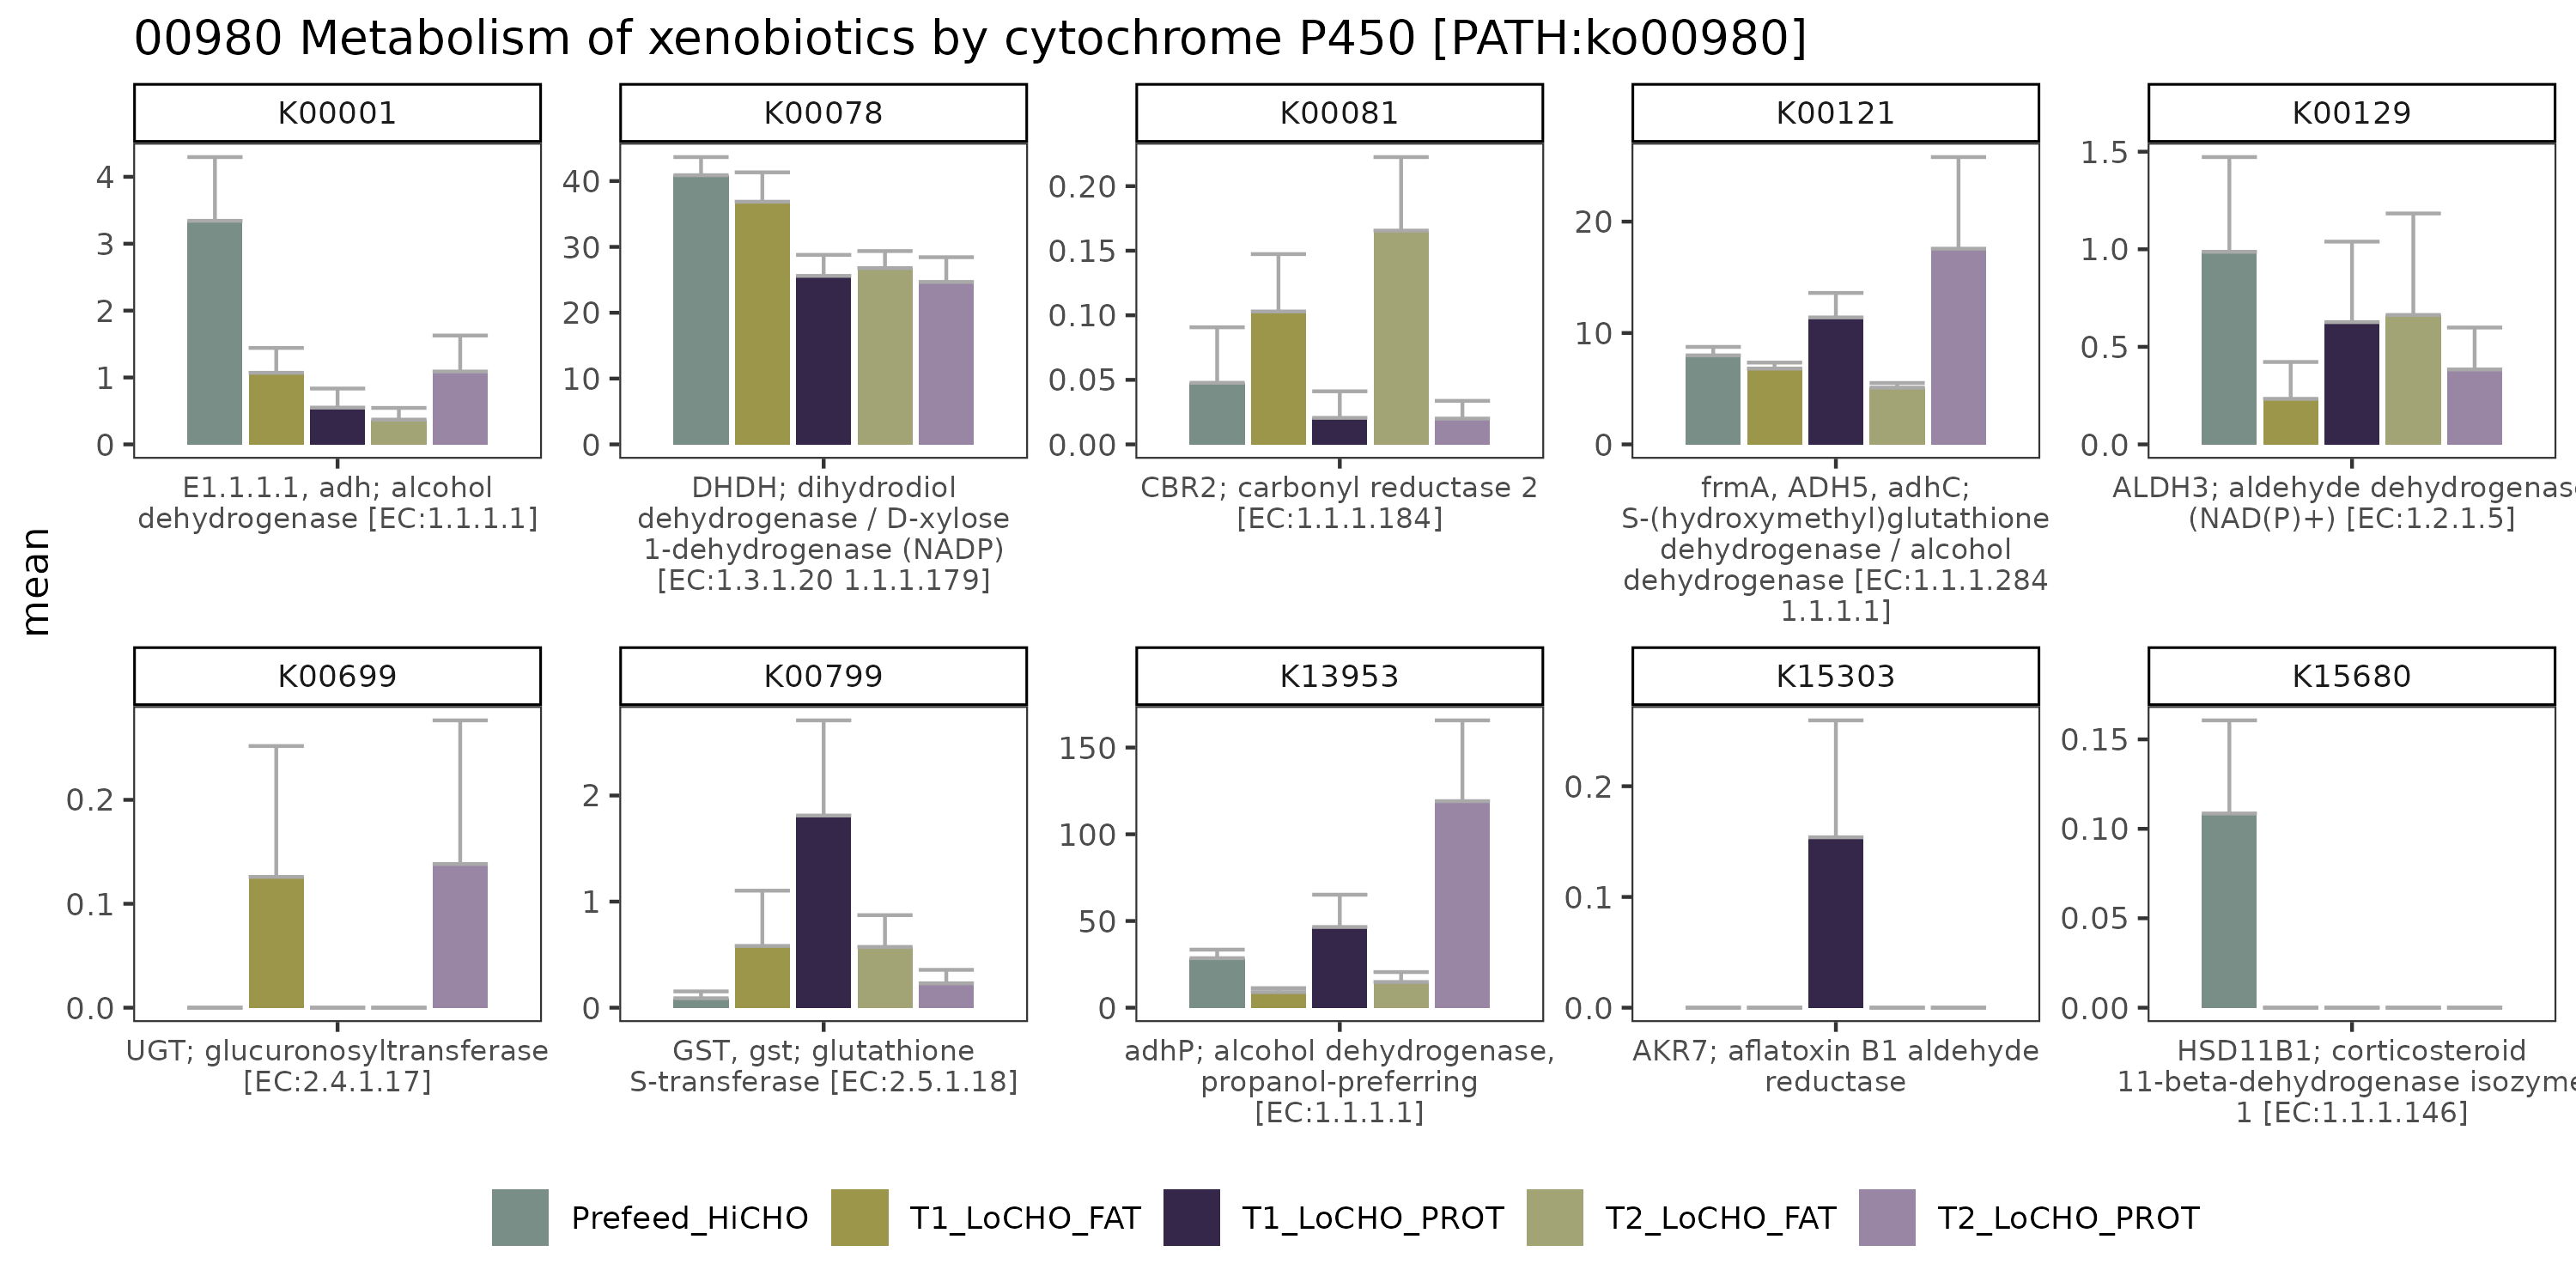 00980 Metabolism of xenobiotics by cytochrome P450 [PATH:ko00980]
K00001
K00078
K00081
K00121
K00129
4
3
2
1
0
40
30
20
10
0
0.20
0.15
0.10
0.05
0.00
20
10
0
1.5
1.0
0.5
0.0
E1.1.1.1, adh; alcohol
dehydrogenase [EC:1.1.1.1]
DHDH; dihydrodiol
dehydrogenase / D-xylose
1-dehydrogenase (NADP)
[EC:1.3.1.20 1.1.1.179]
CBR2; carbonyl reductase 2
[EC:1.1.1.184]
frmA, ADH5, adhC;
S-(hydroxymethyl)glutathione
dehydrogenase / alcohol
dehydrogenase [EC:1.1.1.284
1.1.1.1]
ALDH3; aldehyde dehydrogenase
(NAD(P)+) [EC:1.2.1.5]
mean
K00699
K00799
K13953
K15303
K15680
0.2
0.1
0.0
2
1
0
150
100
50
0
0.2
0.1
0.0
0.15
0.10
0.05
0.00
UGT; glucuronosyltransferase
[EC:2.4.1.17]
GST, gst; glutathione
S-transferase [EC:2.5.1.18]
adhP; alcohol dehydrogenase,
propanol-preferring
[EC:1.1.1.1]
AKR7; aflatoxin B1 aldehyde
reductase
HSD11B1; corticosteroid
11-beta-dehydrogenase isozyme
1 [EC:1.1.1.146]
Prefeed_HiCHO
T1_LoCHO_FAT
T1_LoCHO_PROT
T2_LoCHO_FAT
T2_LoCHO_PROT